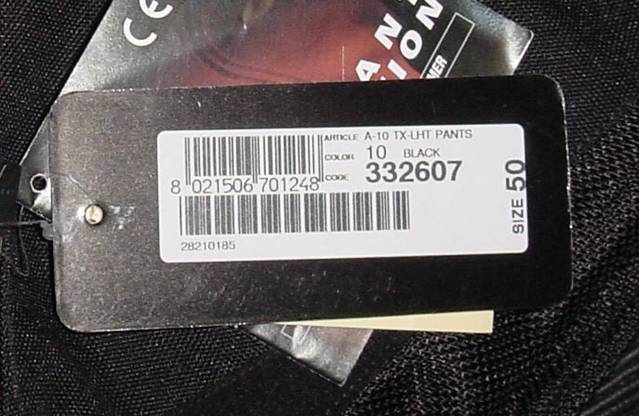 CE
AN
ION
NER
ARTICLE A-10 TX-LHT PANTS
COLOR 10 BLACK
CODE 332607
8 021506 701248
28210185
SIZE 50